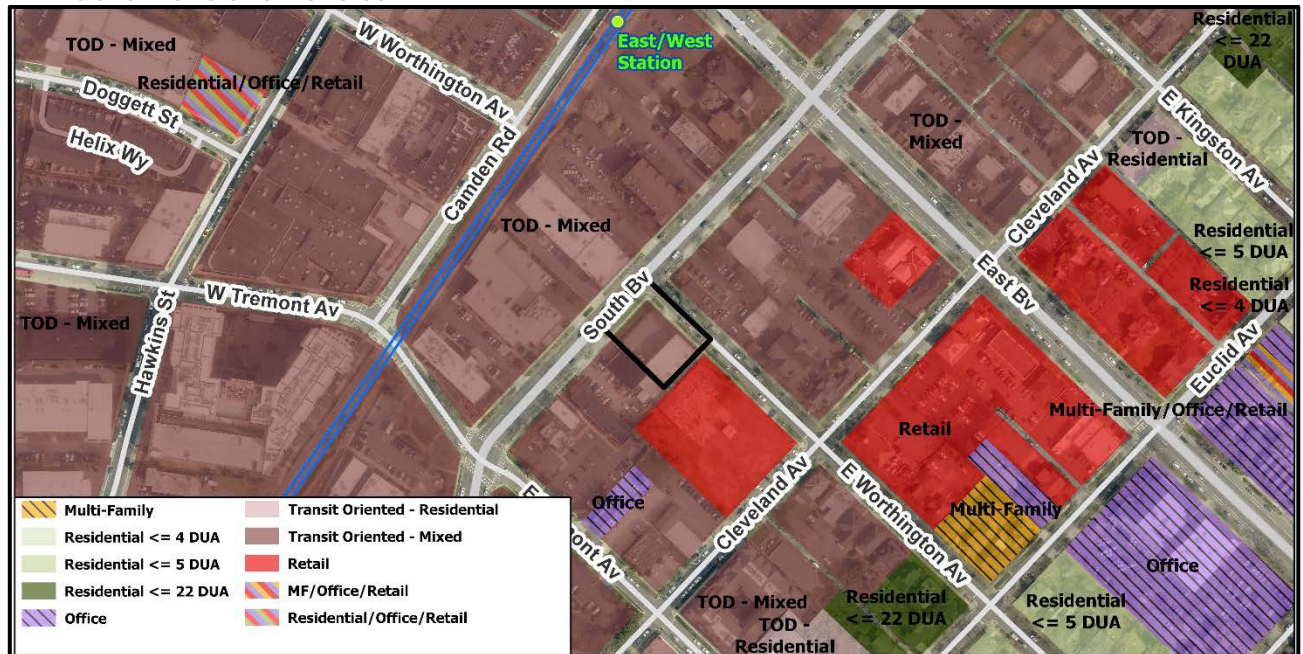 TOD - Mixed
W Worthington Av
East/West
Station
Residential
<= 22
DUA
Residential/Office/Retail
Doggett St
Helix Wy
Camden Rd
TOD -
Mixed
Cleveland Av
E Kingston Av
TOD -
Residential
TOD - Mixed
Residential
<= 5 DUA
Residential
<= 4 DUA
East Bv
South Bv
W Tremont Av
TOD - Mixed
Hawkins St
Euclid Av
Multi-Family/Office/Retail
Retail
Office
Cleveland Av
E Worthington Av
Multi-Family
Office
TOD - Mixed
TOD -
Residential
Residential
<= 22 DUA
Residential
<= 5 DUA
Multi-Family
Residential <= 4 DUA
Residential <= 5 DUA
Residential <= 22 DUA
Office
Transit Oriented - Residential
Transit Oriented - Mixed
Retail
MF/Office/Retail
Residential/Office/Retail